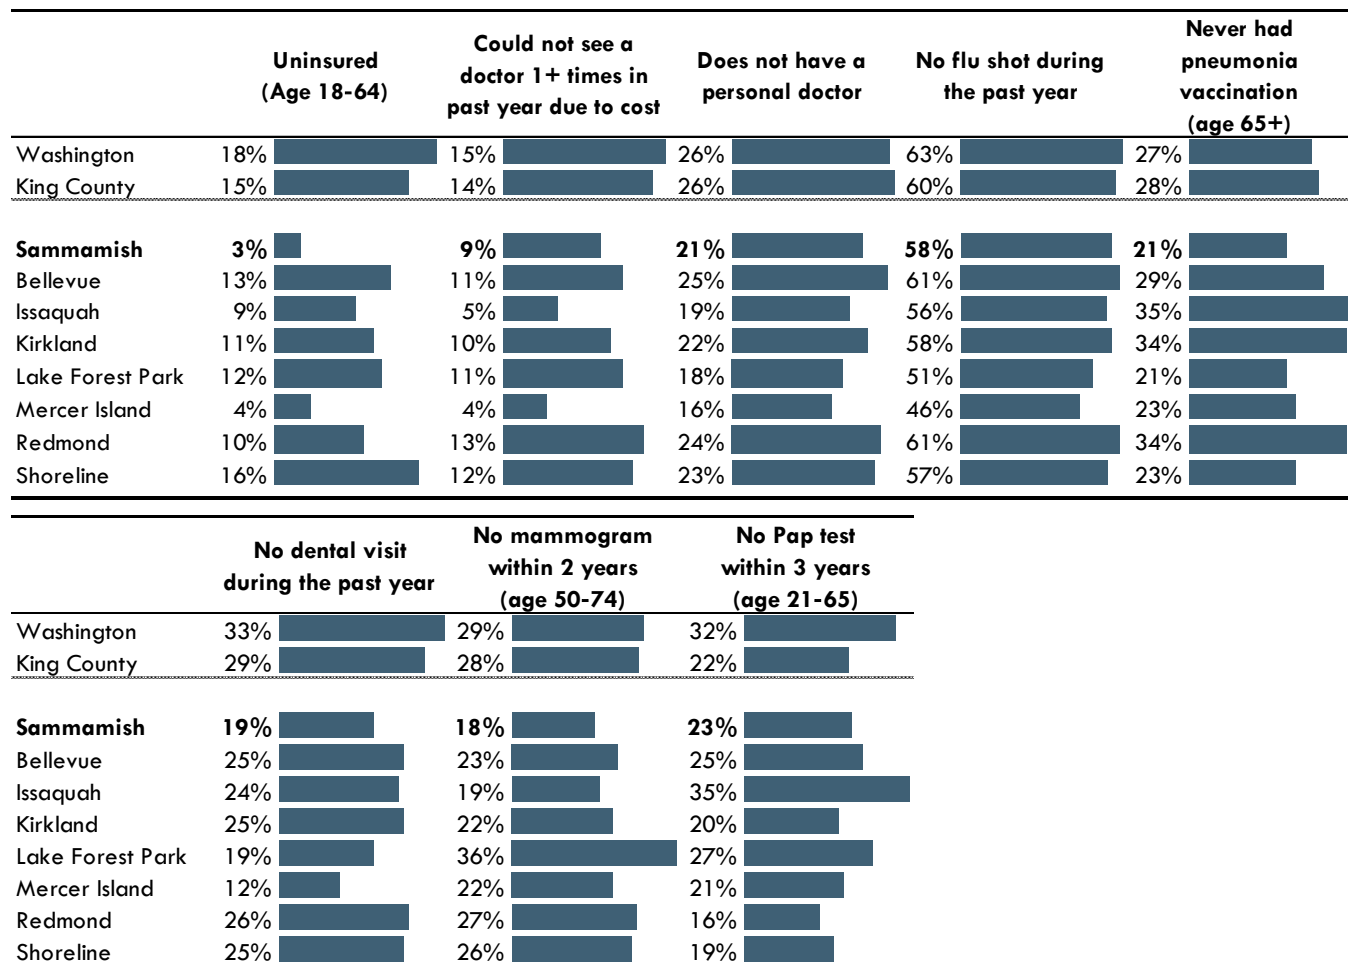 Uninsured
(Age 18-64)
Could not see a
doctor 1+ times in
past year due to cost
Does not have a
personal doctor
No flu shot during
the past year
Never had
pneumonia
vaccination
(age 65+)
Washington 18% 15% 26% 63% 27%
King County 15% 14% 26% 60% 28%
Sammamish 3% 9% 21% 58% 21%
Bellevue 13% 11% 25% 61% 29%
Issaquah 9% 5% 19% 56% 35%
Kirkland 11% 10% 22% 58% 34%
Lake Forest Park 12% 11% 18% 51% 21%
Mercer Island 4% 4% 16% 46% 23%
Redmond 10% 13% 24% 61% 34%
Shoreline 16% 12% 23% 57% 23%
No dental visit
during the past year
No mammogram
within 2 years
(age 50-74)
No Pap test
within 3 years
(age 21-65)
Washington 33% 29% 32%
King County 29% 28% 22%
Sammamish 19% 18% 23%
Bellevue 25% 23% 25%
Issaquah 24% 19% 35%
Kirkland 25% 22% 20%
Lake Forest Park 19% 36% 27%
Mercer Island 12% 22% 21%
Redmond 26% 27% 16%
Shoreline 25% 26% 19%